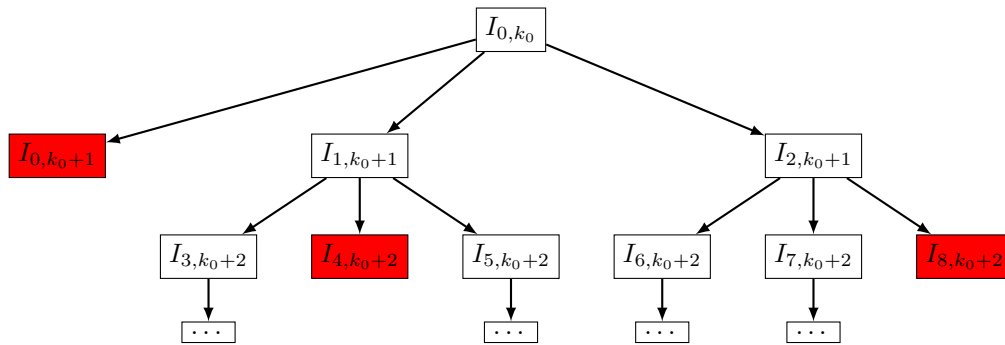 I_{0,k_0}
I_{0,k_0+1} I_{1,k_0+1} I_{2,k_0+1}
I_{3,k_0+2} I_{4,k_0+2} I_{5,k_0+2} I_{6,k_0+2} I_{7,k_0+2} I_{8,k_0+2}
... ... ... ...